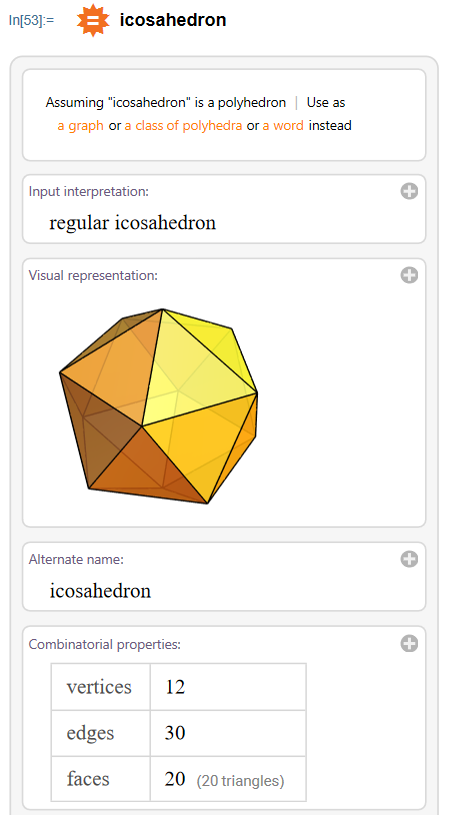 In[53]:= icosahedron
Assuming "icosahedron" is a polyhedron | Use as
a graph or a class of polyhedra or a word instead
Input interpretation:
regular icosahedron
Visual representation:
Alternate name:
icosahedron
Combinatorial properties:
vertices 12
edges 30
faces 20 (20 triangles)